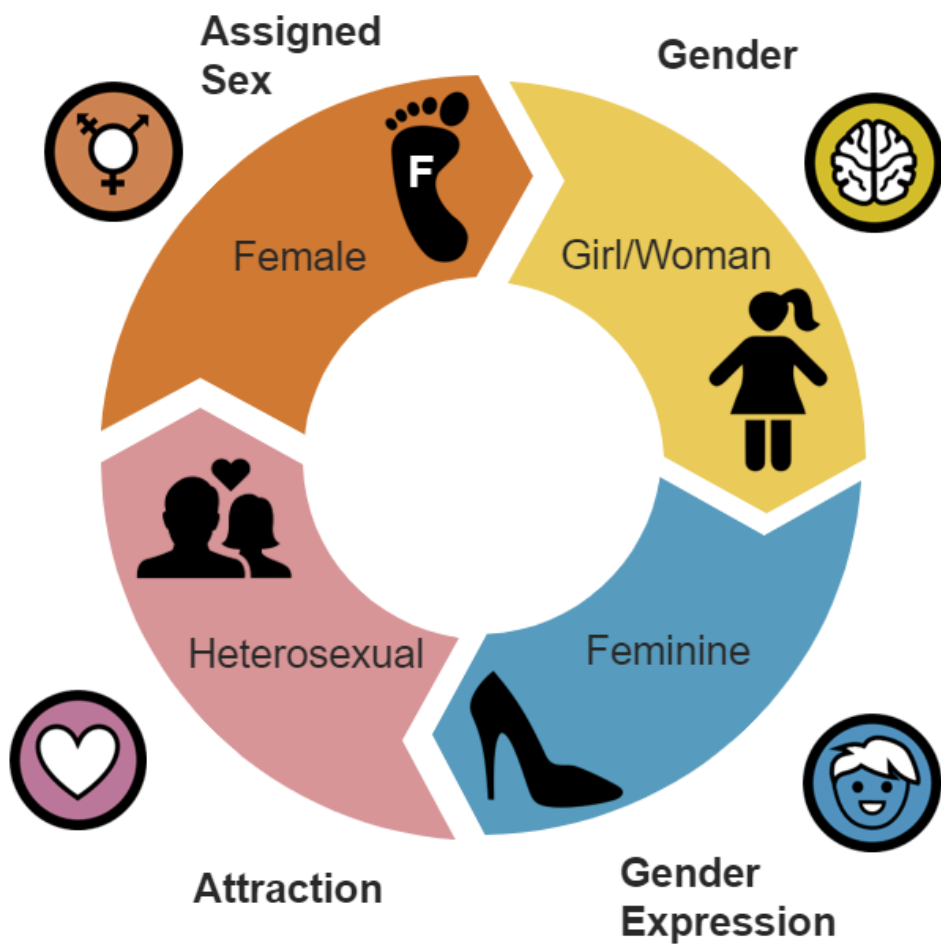 Assigned
Sex
Gender
F
Female
Girl/Woman
Heterosexual
Feminine
Attraction
Gender
Expression